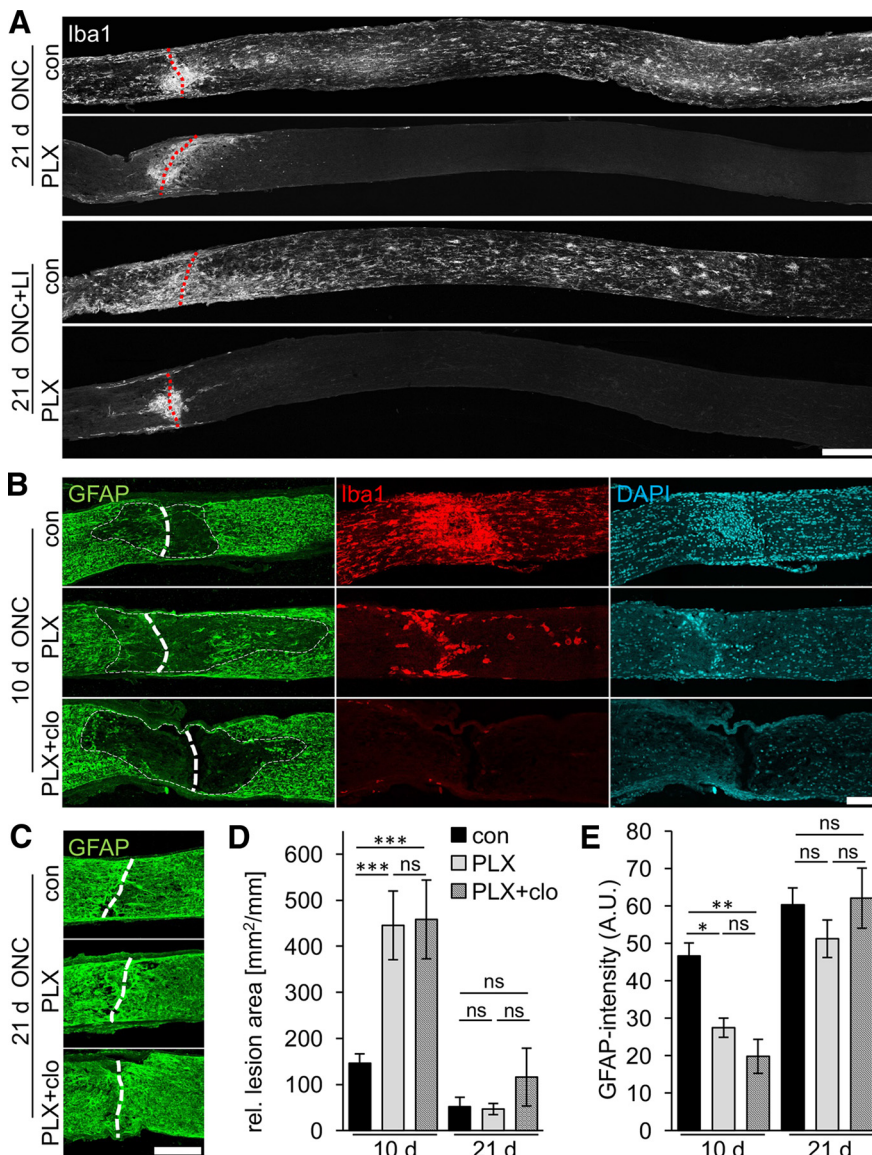 A
Iba1
21 d ONC
con
PLX
21 d ONC+LI
con
PLX
B
GFAP
Iba1
DAPI
10 d ONC
con
PLX
PLX+clo
C
GFAP
21 d ONC
con
PLX
PLX+clo
D
rel. lesion area [mm²/mm]
600
500
400
300
200
100
0
***
*** ns
ns
ns ns
10 d
21 d
con
PLX
PLX+clo
E
GFAP-intensity (A.U.)
80
70
60
50
40
30
20
10
0
**
* ns
ns
ns ns
10 d
21 d